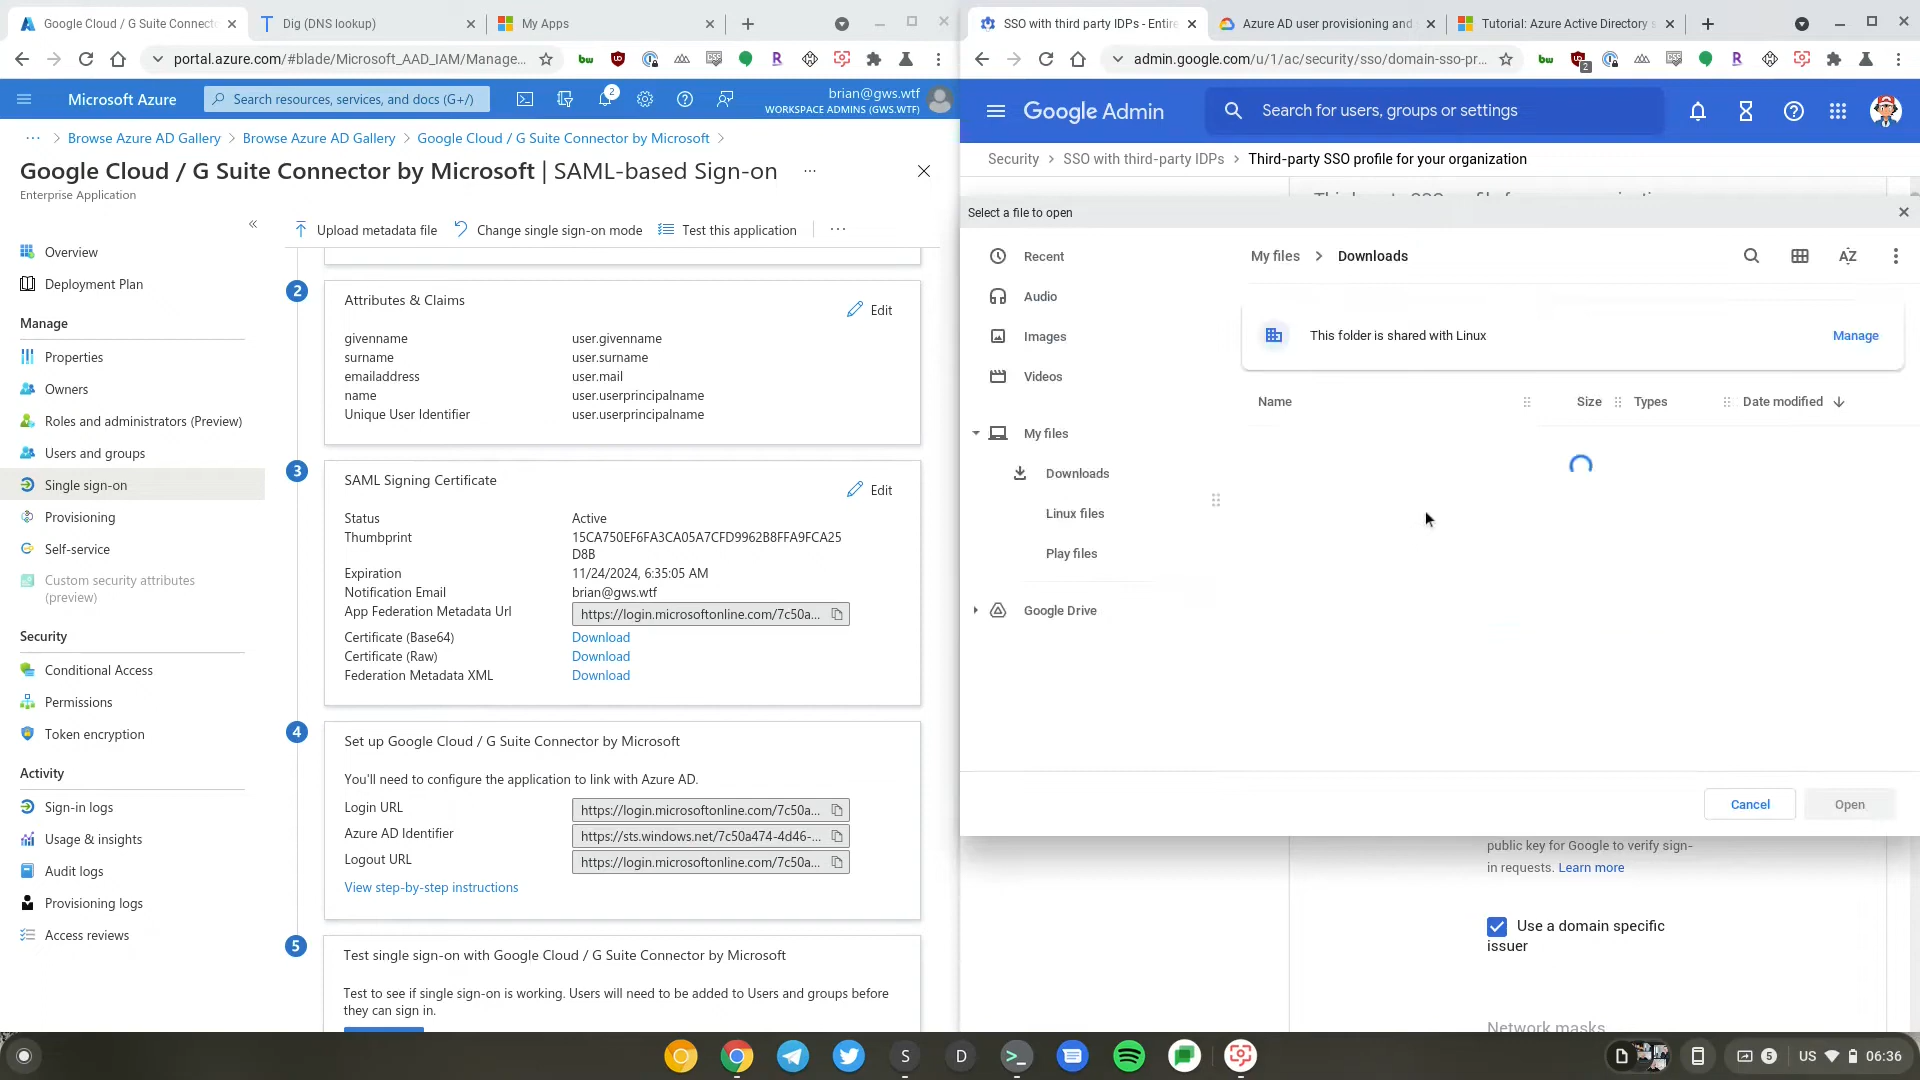 Google Cloud / G Suite Connecto
Dig (DNS lookup)
My Apps
portal.azure.com/#blade/Microsoft_AAD_IAM/Manage...
Microsoft Azure
Search resources, services, and docs (G+/)
2
brian@gws.wtf
WORKSPACE ADMINS (GWS.WTF)
Browse Azure AD Gallery
Browse Azure AD Gallery
Google Cloud / G Suite Connector by Microsoft
Google Cloud / G Suite Connector by Microsoft | SAML-based Sign-on
Enterprise Application
Upload metadata file
Change single sign-on mode
Test this application
Overview
Deployment Plan
Manage
Properties
Owners
Roles and administrators (Preview)
Users and groups
Single sign-on
Provisioning
Self-service
Custom security attributes
(preview)
Security
Conditional Access
Permissions
Token encryption
Activity
Sign-in logs
Usage & insights
Audit logs
Provisioning logs
Access reviews
2
Attributes & Claims
Edit
givenname user.givenname
surname user.surname
emailaddress user.mail
name user.userprincipalname
Unique User Identifier user.userprincipalname
3
SAML Signing Certificate
Edit
Status Active
Thumbprint 15CA750EF6FA3CA05A7CFD9962B8FFA9FCA25
D8B
Expiration 11/24/2024, 6:35:05 AM
Notification Email brian@gws.wtf
App Federation Metadata Url https://login.microsoftonline.com/7c50a...
Certificate (Base64) Download
Certificate (Raw) Download
Federation Metadata XML Download
4
Set up Google Cloud / G Suite Connector by Microsoft
You'll need to configure the application to link with Azure AD.
Login URL https://login.microsoftonline.com/7c50a...
Azure AD Identifier https://sts.windows.net/7c50a474-4d46-...
Logout URL https://login.microsoftonline.com/7c50a...
View step-by-step instructions
5
Test single sign-on with Google Cloud / G Suite Connector by Microsoft
Test to see if single sign-on is working. Users will need to be added to Users and groups before
they can sign in.
SSO with third party IDPs - Entire
Azure AD user provisioning and
Tutorial: Azure Active Directory s
admin.google.com/u/1/ac/security/sso/domain-sso-pr...
2
Google Admin
Search for users, groups or settings
Security
SSO with third-party IDPs
Third-party SSO profile for your organization
Select a file to open
Recent
Audio
Images
Videos
My files
Downloads
Linux files
Play files
Google Drive
My files
Downloads
AZ
This folder is shared with Linux
Manage
Name
Size
Types
Date modified
Cancel
Open
public key for Google to verify sign-
in requests. Learn more
Use a domain specific
issuer
Network masks
S
D
5
US
06:36